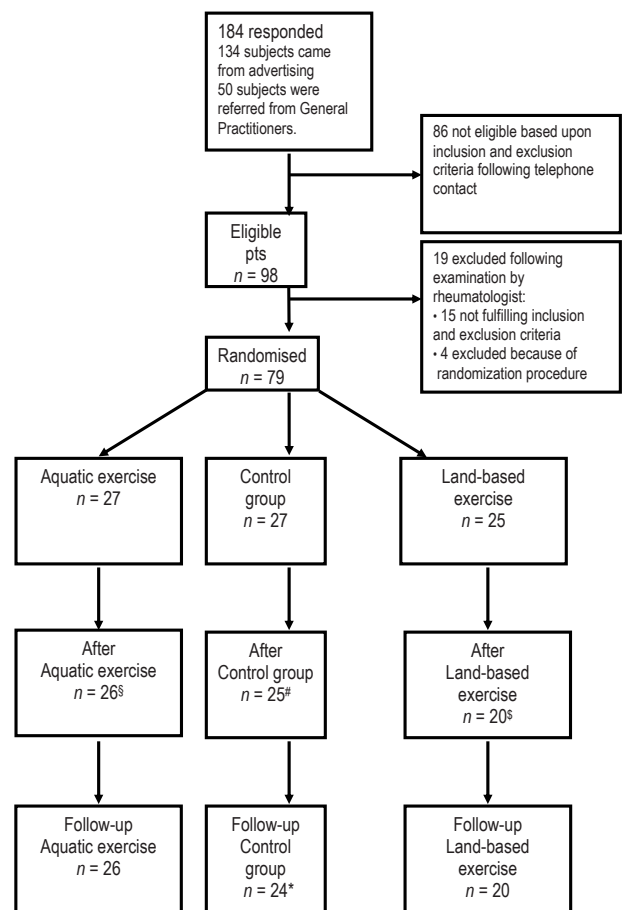 184 responded
134 subjects came
from advertising
50 subjects were
referred from General
Practitioners.
86 not eligible based upon
inclusion and exclusion
criteria following telephone
contact
Eligible
pts
n = 98
19 excluded following
examination by
rheumatologist:
• 15 not fulfilling inclusion
and exclusion criteria
• 4 excluded because of
randomization procedure
Randomised
n = 79
Aquatic exercise
n = 27
Control
group
n = 27
Land-based
exercise
n = 25
After
Aquatic exercise
n = 26§
After
Control group
n = 25#
After
Land-based
exercise
n = 20$
Follow-up
Aquatic exercise
n = 26
Follow-up
Control
group
n = 24*
Follow-up
Land-based
exercise
n = 20